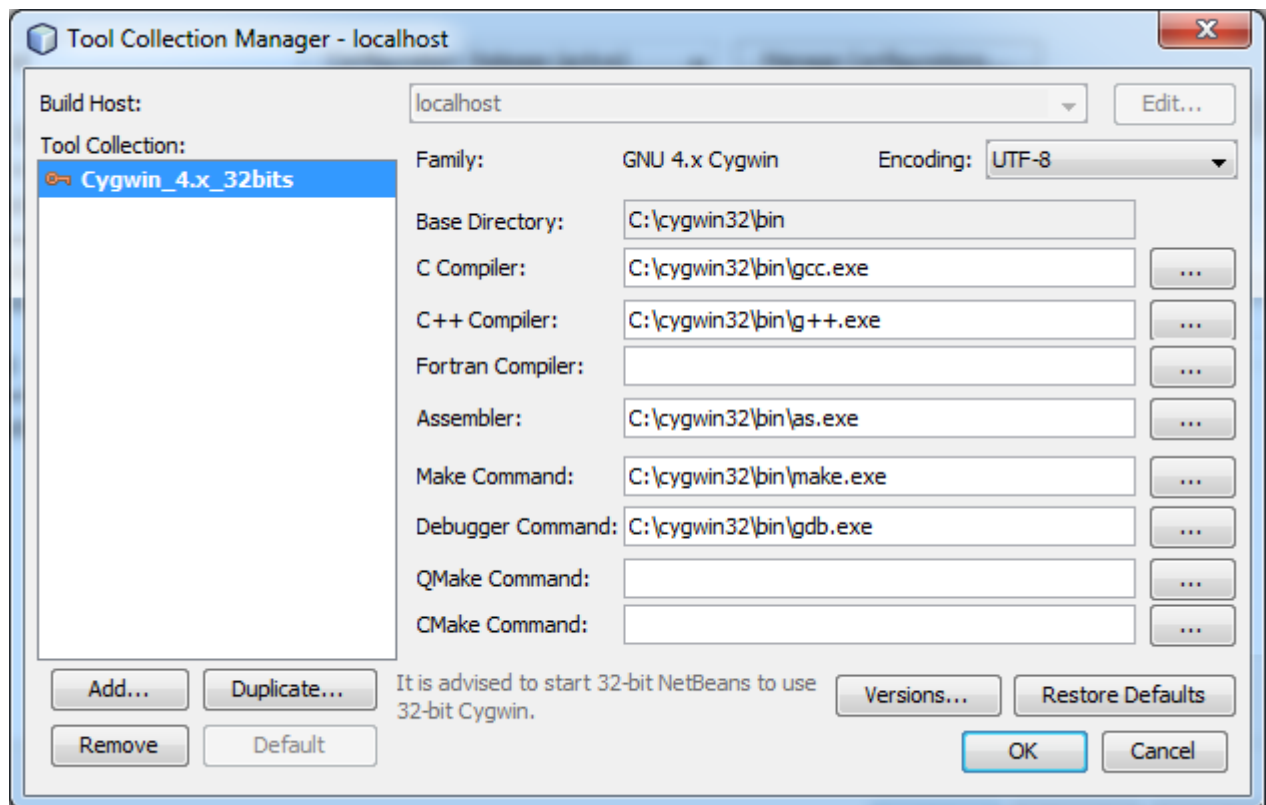 Tool Collection Manager - localhost
Build Host:
localhost
Edit...
Tool Collection:
Cygwin_4.x_32bits
Family:
GNU 4.x Cygwin
Encoding:
UTF-8
Base Directory:
C:\cygwin32\bin
C Compiler:
C:\cygwin32\bin\gcc.exe
...
C++ Compiler:
C:\cygwin32\bin\g++.exe
...
Fortran Compiler:
...
Assembler:
C:\cygwin32\bin\as.exe
...
Make Command:
C:\cygwin32\bin\make.exe
...
Debugger Command:
C:\cygwin32\bin\gdb.exe
...
QMake Command:
...
CMake Command:
...
Add...
Duplicate...
Remove
Default
It is advised to start 32-bit NetBeans to use
32-bit Cygwin.
Versions...
Restore Defaults
OK
Cancel